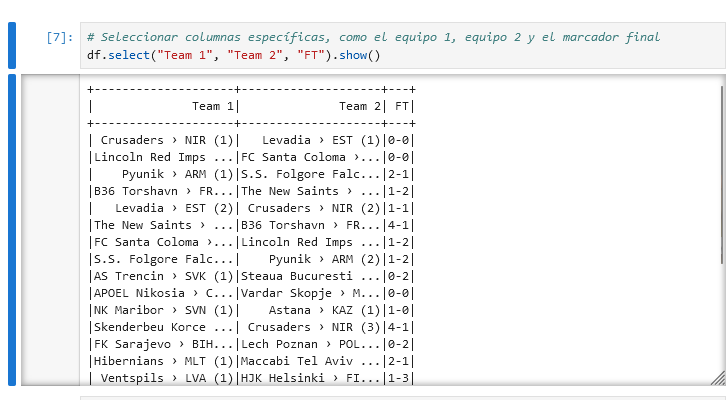 [7]: # Seleccionar columnas específicas, como el equipo 1, equipo 2 y el marcador final
df.select("Team 1", "Team 2", "FT").show()
+--------------------+--------------------+---+
|              Team 1|              Team 2| FT|
+--------------------+--------------------+---+
| Crusaders › NIR (1)|   Levadia › EST (1)|0-0|
|Lincoln Red Imps ...|FC Santa Coloma ›...|0-0|
|    Pyunik › ARM (1)|S.S. Folgore Falc...|2-1|
|B36 Torshavn › FR...|The New Saints › ...|1-2|
|   Levadia › EST (2)| Crusaders › NIR (2)|1-1|
|The New Saints › ...|B36 Torshavn › FR...|4-1|
|FC Santa Coloma ›...|Lincoln Red Imps ...|1-2|
|S.S. Folgore Falc...|    Pyunik › ARM (2)|1-2|
|AS Trencin › SVK (1)|Steaua Bucuresti ...|0-2|
|APOEL Nikosia › C...|Vardar Skopje › M...|0-0|
|NK Maribor › SVN (1)|    Astana › KAZ (1)|1-0|
|Skenderbeu Korce ...| Crusaders › NIR (3)|4-1|
|FK Sarajevo › BIH...|Lech Poznan › POL...|0-2|
|Hibernians › MLT (1)|Maccabi Tel Aviv ...|2-1|
| Ventspils › LVA (1)|HJK Helsinki › FI...|1-3|